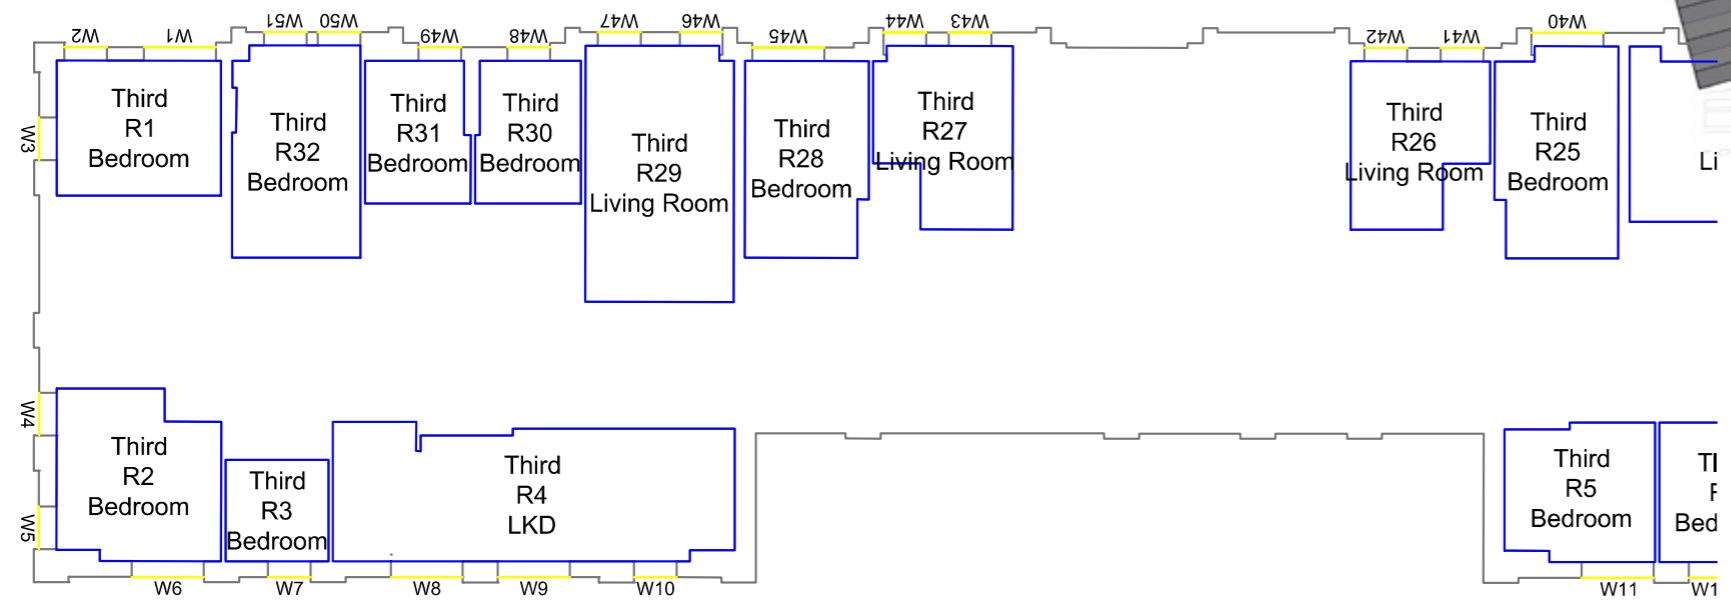 W2
W1
W51
W50
W49
W48
W47
W46
W45
W44
W43
W42
W41
W40
W3
Third
R1
Bedroom
Third
R32
Bedroom
Third
R31
Bedroom
Third
R30
Bedroom
Third
R29
Living Room
Third
R28
Bedroom
Third
R27
Living Room
Third
R26
Living Room
Third
R25
Bedroom
Li
W4
W5
Third
R2
Bedroom
Third
R3
Bedroom
Third
R4
LKD
Third
R5
Bedroom
Bed
W6
W7
W8
W9
W10
W11
W1